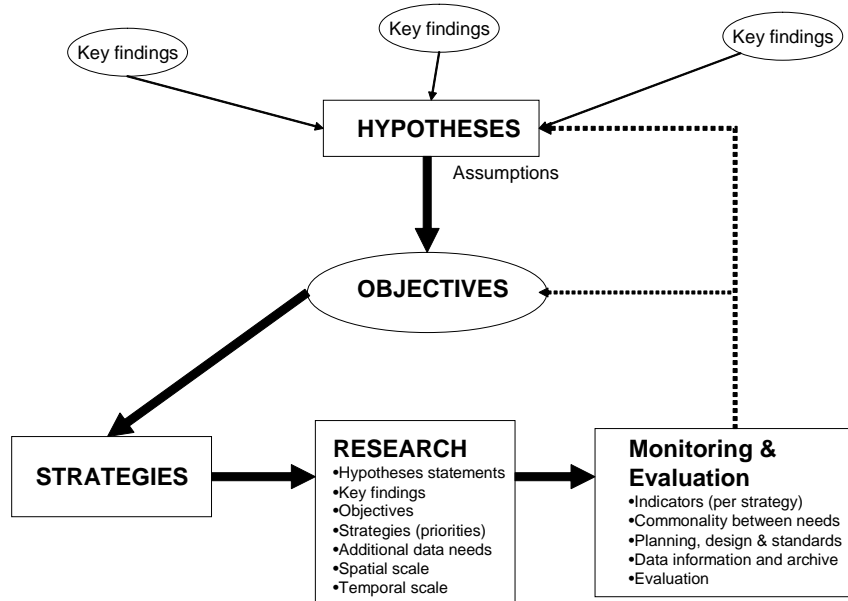 Key findings
Key findings
Key findings
HYPOTHESES
Assumptions
OBJECTIVES
STRATEGIES
RESEARCH
•Hypotheses statements
•Key findings
•Objectives
•Strategies (priorities)
•Additional data needs
•Spatial scale
•Temporal scale
Monitoring &
Evaluation
•Indicators (per strategy)
•Commonality between needs
•Planning, design & standards
•Data information and archive
•Evaluation